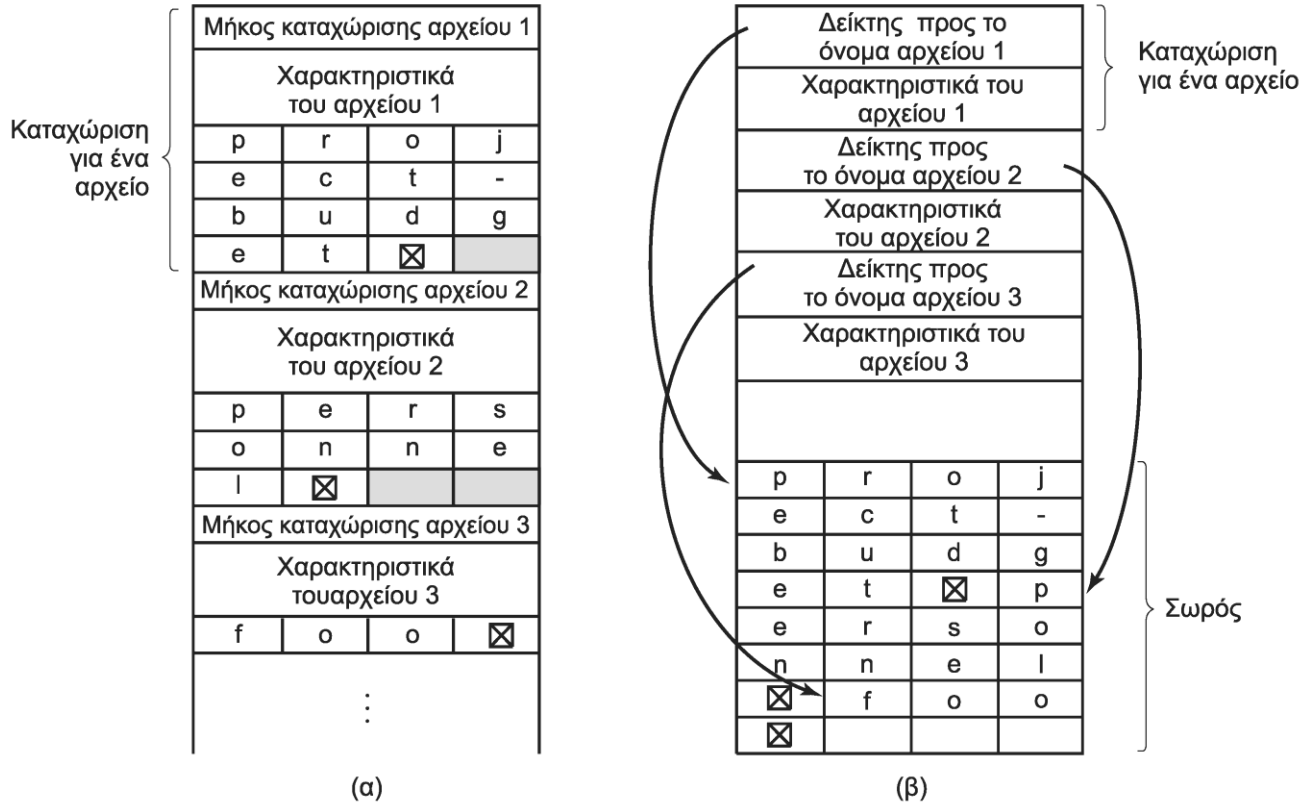 Μήκος καταχώρισης αρχείου 1
Χαρακτηριστικά
του αρχείου 1
Καταχώριση
για ένα
αρχείο
p r o j
e c t -
b u d g
e t
Μήκος καταχώρισης αρχείου 2
Χαρακτηριστικά
του αρχείου 2
p e r s
o n n e
l
Μήκος καταχώρισης αρχείου 3
Χαρακτηριστικά
τουαρχείου 3
f o o
⋮
(α)
Δείκτης προς το
όνομα αρχείου 1
Χαρακτηριστικά του
αρχείου 1
Καταχώριση
για ένα αρχείο
Δείκτης προς
το όνομα αρχείου 2
Χαρακτηριστικά
του αρχείου 2
Δείκτης προς
το όνομα αρχείου 3
Χαρακτηριστικά του
αρχείου 3
p r o j
e c t -
b u d g
e t p
e r s o
n n e l
f o o
Σωρός
(β)